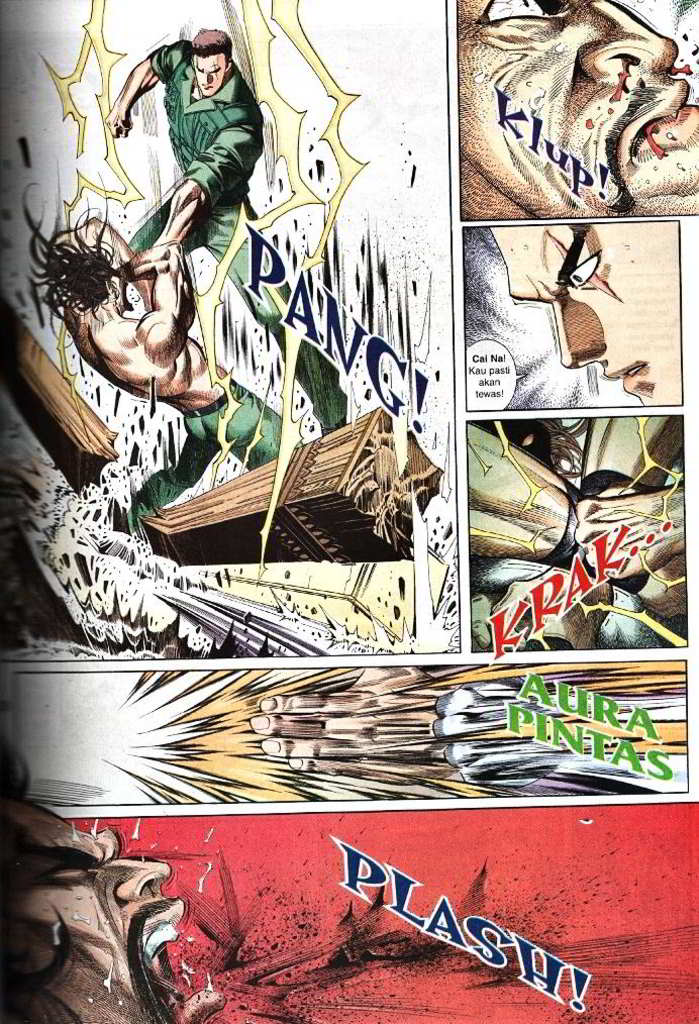 PANG!
Klup!
Cai Na!
Kau pasti
akan
tewas!
KRAK...
AURA
PINTAS
PLASH!